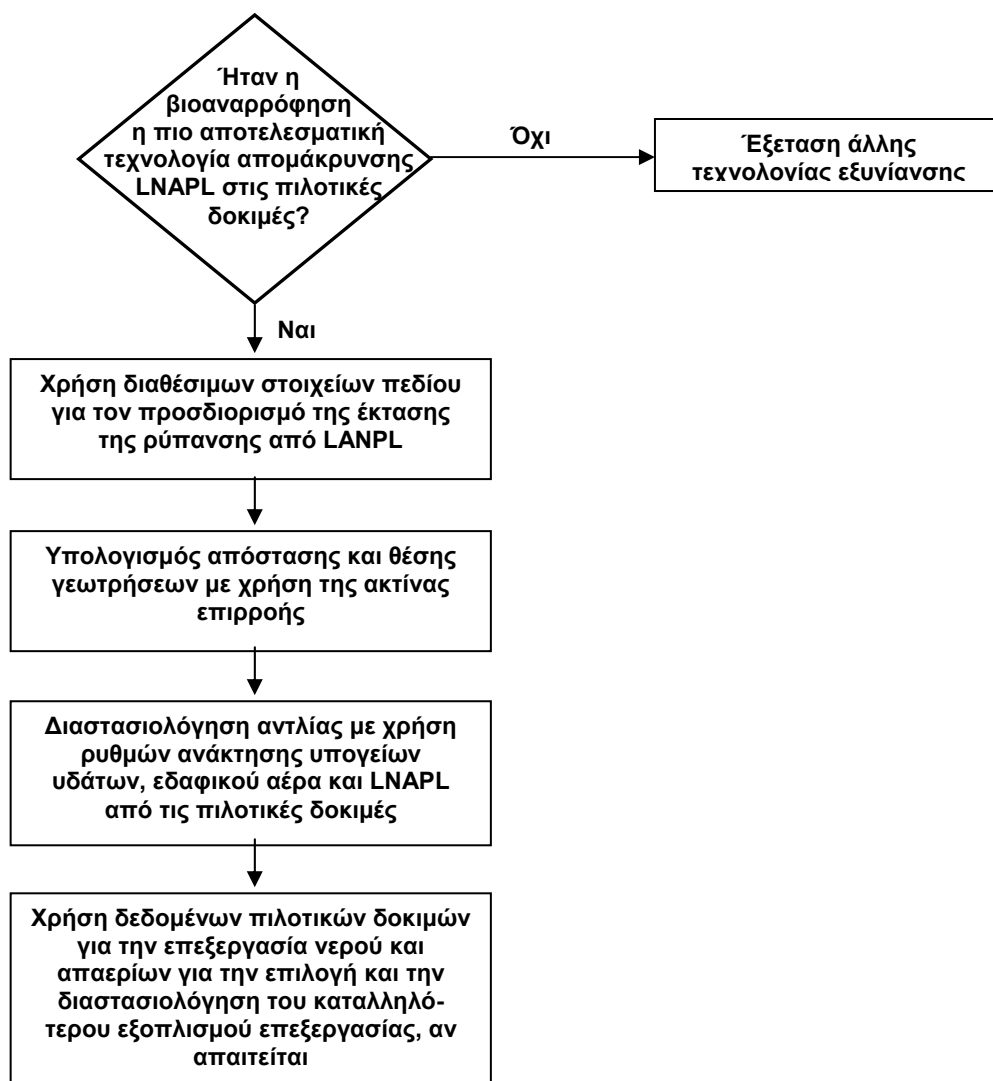 Ήταν η
βιοαναρρόφηση
η πιο αποτελεσματική
τεχνολογία απομάκρυνσης
LNAPL στις πιλοτικές
δοκιμές?
Όχι
Έξεταση άλλης
τεχνολογίας εξυγίανσης
Ναι
Χρήση διαθέσιμων στοιχείων πεδίου
για τον προσδιορισμό της έκτασης
της ρύπανσης από LANPL
Υπολογισμός απόστασης και θέσης
γεωτρήσεων με χρήση της ακτίνας
επιρροής
Διαστασιολόγηση αντλίας με χρήση
ρυθμών ανάκτησης υπογείων
υδάτων, εδαφικού αέρα και LNAPL
από τις πιλοτικές δοκιμές
Χρήση δεδομένων πιλοτικών δοκιμών
για την επεξεργασία νερού και
απαερίων για την επιλογή και την
διαστασιολόγηση του καταλληλό-
τερου εξοπλισμού επεξεργασίας, αν
απαιτείται